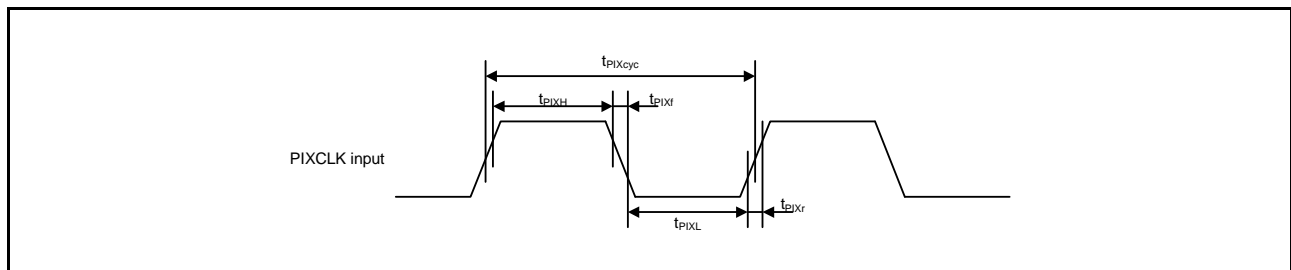 tPIXcyc
tPIXH
tPIXf
PIXCLK input
tPIXL
tPIXr